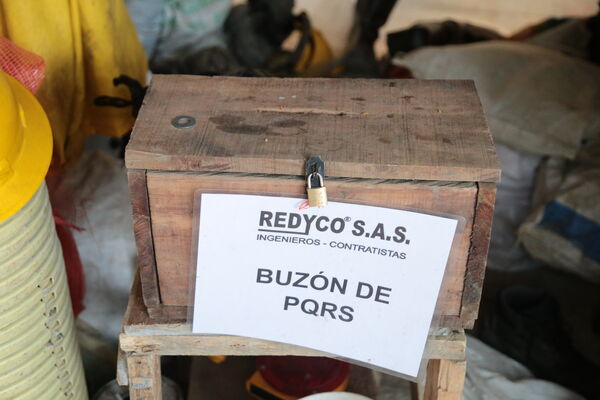 REDYCO® S.A.S.
INGENIEROS - CONTRATISTAS
BUZÓN DE
PQRS